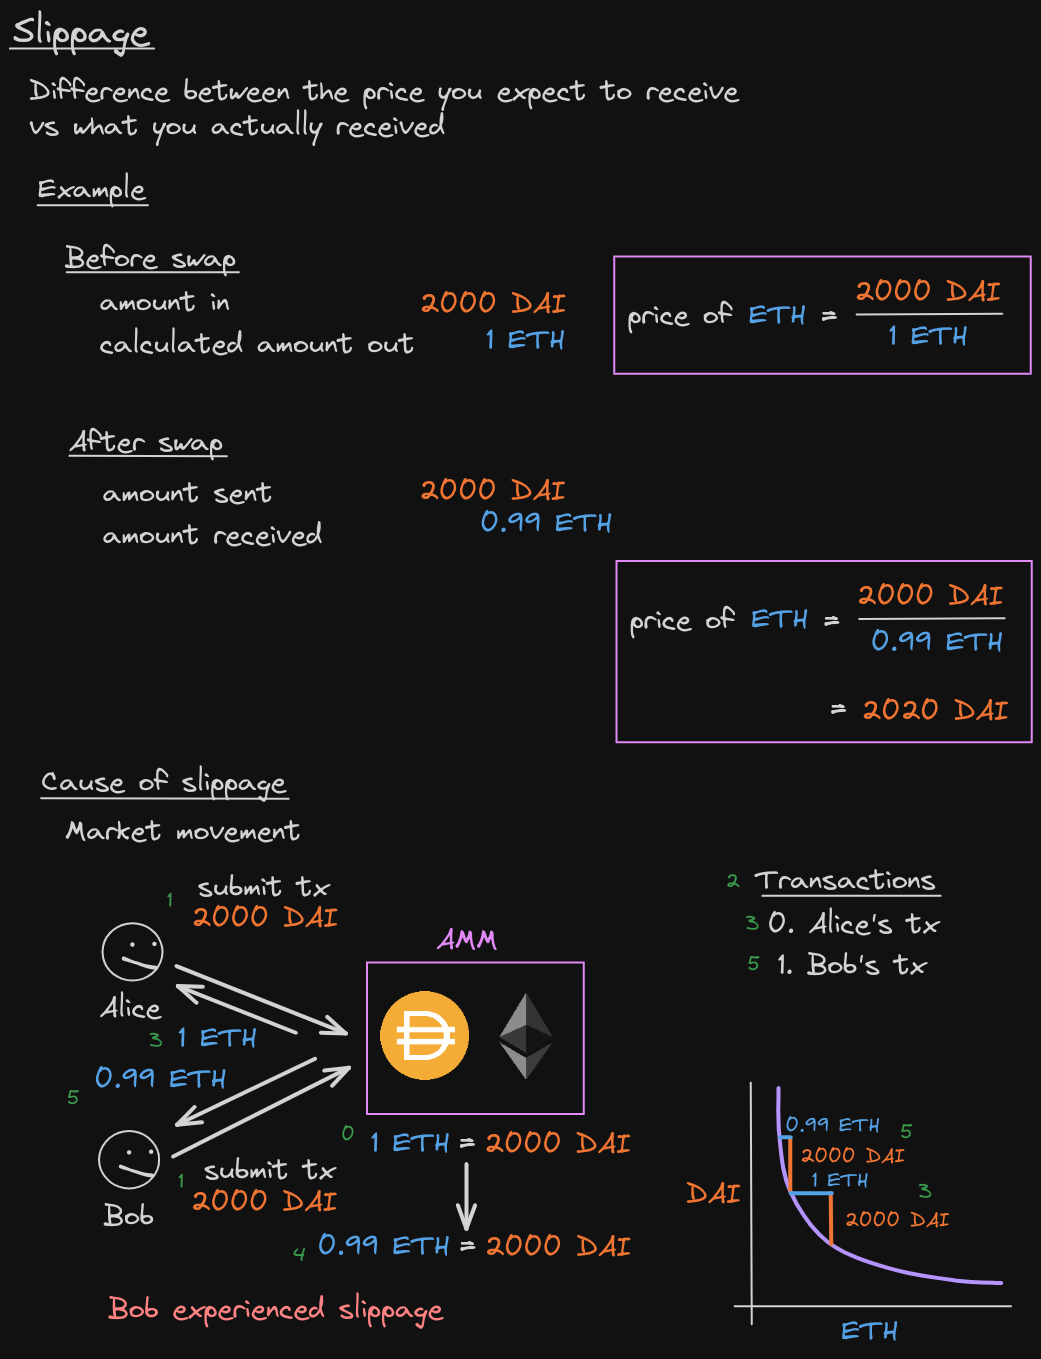 Slippage
Difference between the price you expect to receive
vs what you actually received
Example
Before swap
amount in 2000 DAI
calculated amount out 1 ETH
price of ETH = 2000 DAI
1 ETH
After swap
amount sent 2000 DAI
amount received 0.99 ETH
price of ETH = 2000 DAI
0.99 ETH
= 2020 DAI
Cause of slippage
Market movement
1 submit tx
2000 DAI
Alice
3 1 ETH
0.99 ETH
5
Bob
1 submit tx
2000 DAI
AMM
0 1 ETH = 2000 DAI
4 0.99 ETH = 2000 DAI
Bob experienced slippage
2 Transactions
3 0. Alice's tx
5 1. Bob's tx
0.99 ETH 5
2000 DAI
1 ETH
3
2000 DAI
DAI
ETH